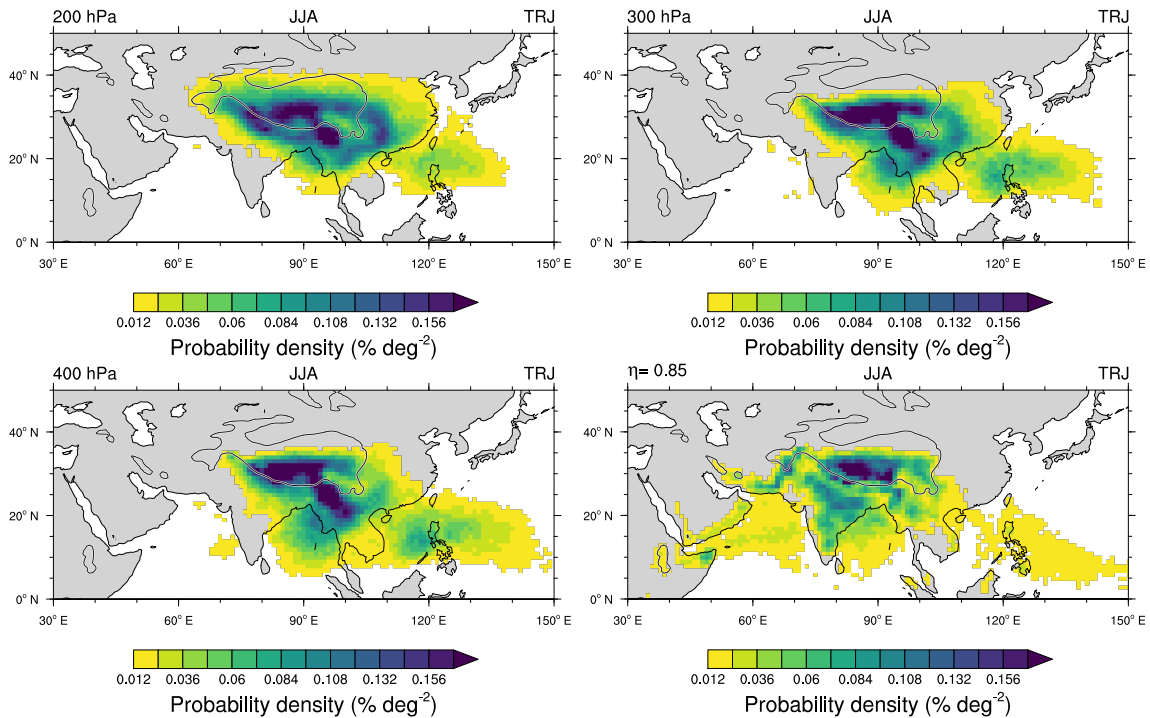 200 hPa JJA TRJ
40° N
20° N
0° N
30° E 60° E 90° E 120° E 150° E
0.012 0.036 0.06 0.084 0.108 0.132 0.156
Probability density (% deg⁻²)
300 hPa JJA TRJ
40° N
20° N
0° N
30° E 60° E 90° E 120° E 150° E
0.012 0.036 0.06 0.084 0.108 0.132 0.156
Probability density (% deg⁻²)
400 hPa JJA TRJ
40° N
20° N
0° N
30° E 60° E 90° E 120° E 150° E
0.012 0.036 0.06 0.084 0.108 0.132 0.156
Probability density (% deg⁻²)
η= 0.85 JJA TRJ
40° N
20° N
0° N
30° E 60° E 90° E 120° E 150° E
0.012 0.036 0.06 0.084 0.108 0.132 0.156
Probability density (% deg⁻²)